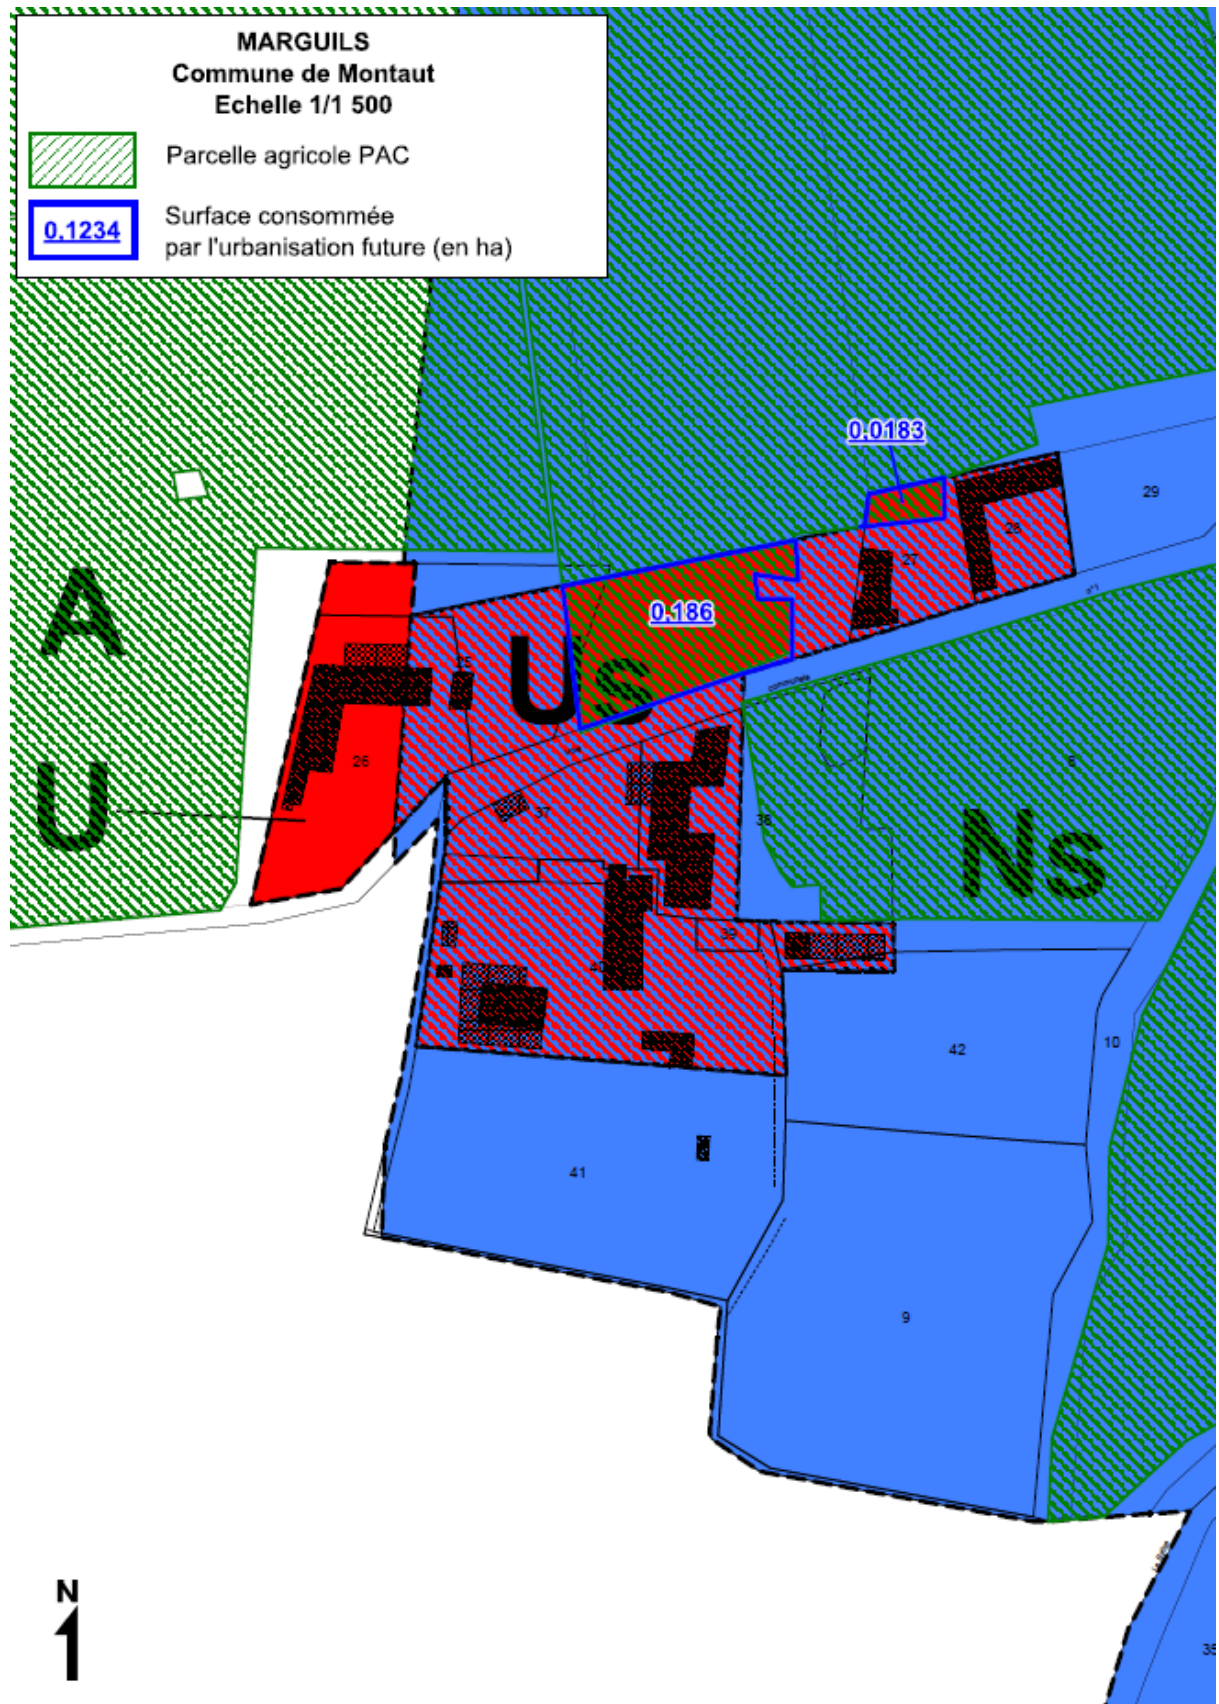 MARGUILS
Commune de Montaut
Echelle 1/1 500
Parcelle agricole PAC
0.1234
Surface consommée
par l'urbanisation future (en ha)
0.0183
29
28
27
A
0.186
Us
25
26
U
37
38
8
Ns
39
40
42
10
41
9
N
35